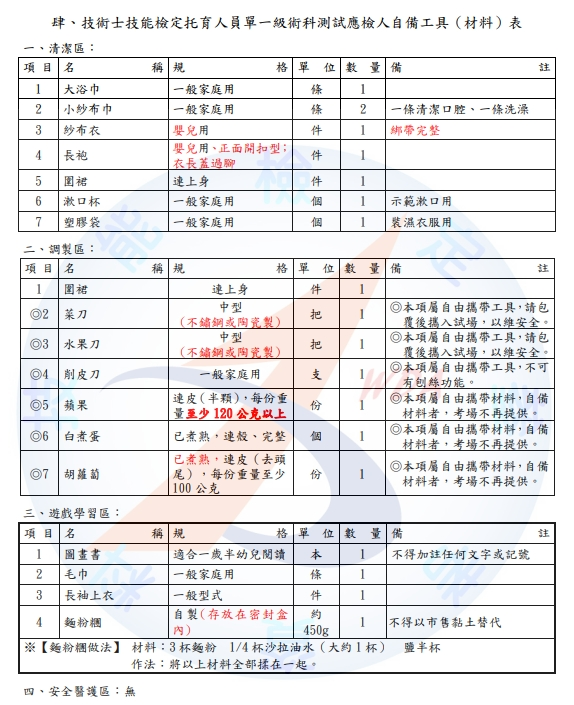 肆、技術士技能檢定托育人員單一級術科測試應檢人自備工具（材料）表
一、清潔區：
項目 名稱 規格 單位 數量 備註
1 大浴巾 一般家庭用 條 1
2 小紗布巾 一般家庭用 條 2 一條清潔口腔、一條洗澡
3 紗布衣 嬰兒用 件 1 綁帶完整
4 長袍 嬰兒用、正面開扣型；
衣長蓋過腳 件 1
5 圍裙 連上身 件 1
6 漱口杯 一般家庭用 個 1 示範漱口用
7 塑膠袋 一般家庭用 個 1 裝濕衣服用
二、調製區：
項目 名稱 規格 單位 數量 備註
1 圍裙 連上身 件 1
◎2 菜刀 中型
（不鏽鋼或陶瓷製） 把 1 ◎本項屬自由攜帶工具，請包
覆後攜入試場，以維安全。
◎3 水果刀 中型
（不鏽鋼或陶瓷製） 把 1 ◎本項屬自由攜帶工具，請包
覆後攜入試場，以維安全。
◎4 削皮刀 一般家庭用 支 1 ◎本項屬自由攜帶工具，不可
有刨絲功能。
◎5 蘋果 連皮（半顆），每份重
量至少 120 公克以上 份 1 ◎本項屬自由攜帶材料，自備
材料者，考場不再提供。
◎6 白煮蛋 已煮熟，連殼、完整 個 1 ◎本項屬自由攜帶材料，自備
材料者，考場不再提供。
◎7 胡蘿蔔 已煮熟，連皮（去頭
尾），每份重量至少
100 公克 份 1 ◎本項屬自由攜帶材料，自備
材料者，考場不再提供。
三、遊戲學習區：
項目 名稱 規格 單位 數量 備註
1 圖畫書 適合一歲半幼兒閱讀 本 1 不得加註任何文字或記號
2 毛巾 一般家庭用 條 1
3 長袖上衣 一般型式 件 1
4 麵粉糰 自製（存放在密封盒
內） 約
450g 1 不得以市售黏土替代
※【麵粉糰做法】 材料：3 杯麵粉 1/4 杯沙拉油水（大約 1 杯） 鹽半杯
作法：將以上材料全部揉在一起。
四、安全醫護區：無